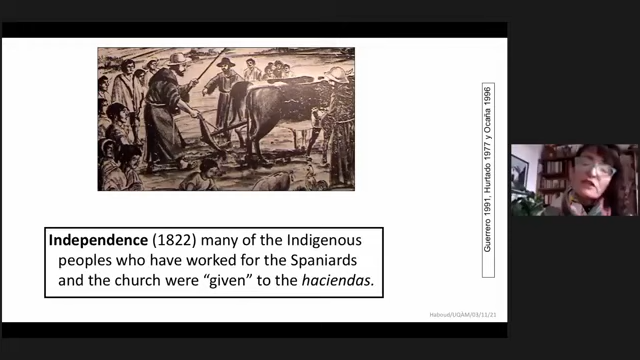 Independence (1822) many of the Indigenous
peoples who have worked for the Spaniards
and the church were “given” to the haciendas.
Guerrero 1991, Hurtado 1977 y Ocaña 1996
Haboud/UQÀM/03/11/21